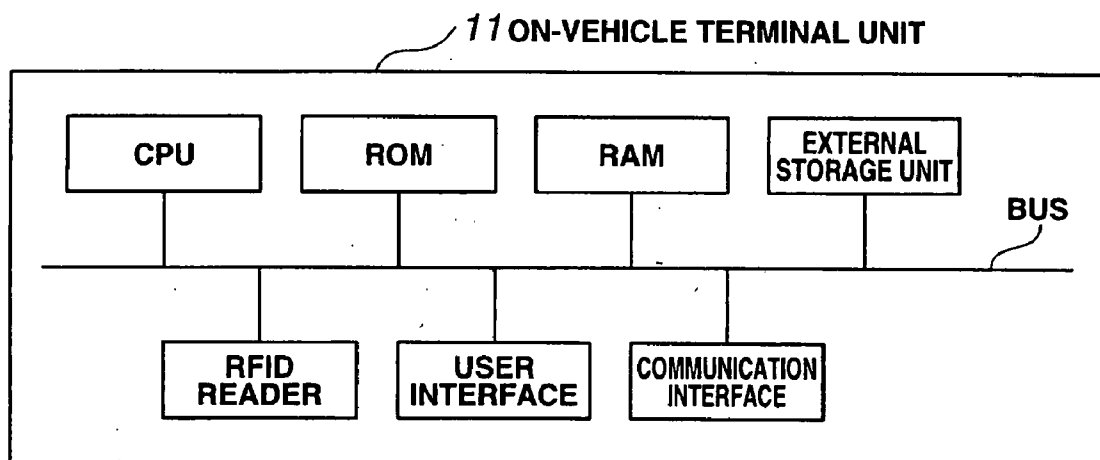 11 ON-VEHICLE TERMINAL UNIT
CPU
ROM
RAM
EXTERNAL
STORAGE UNIT
BUS
RFID
READER
USER
INTERFACE
COMMUNICATION
INTERFACE